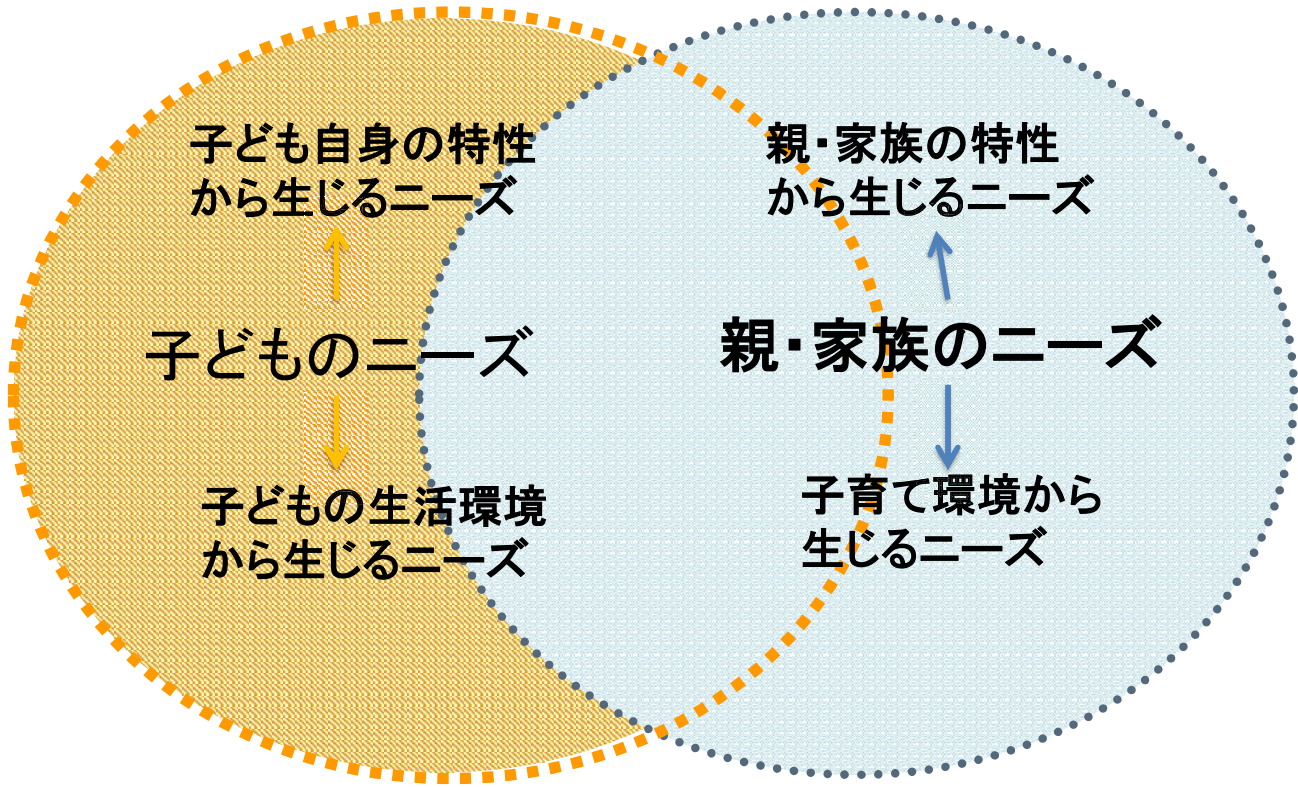 子ども自身の特性
から生じるニーズ
子どものニーズ
子どもの生活環境
から生じるニーズ
親・家族の特性
から生じるニーズ
親・家族のニーズ
子育て環境から
生じるニーズ